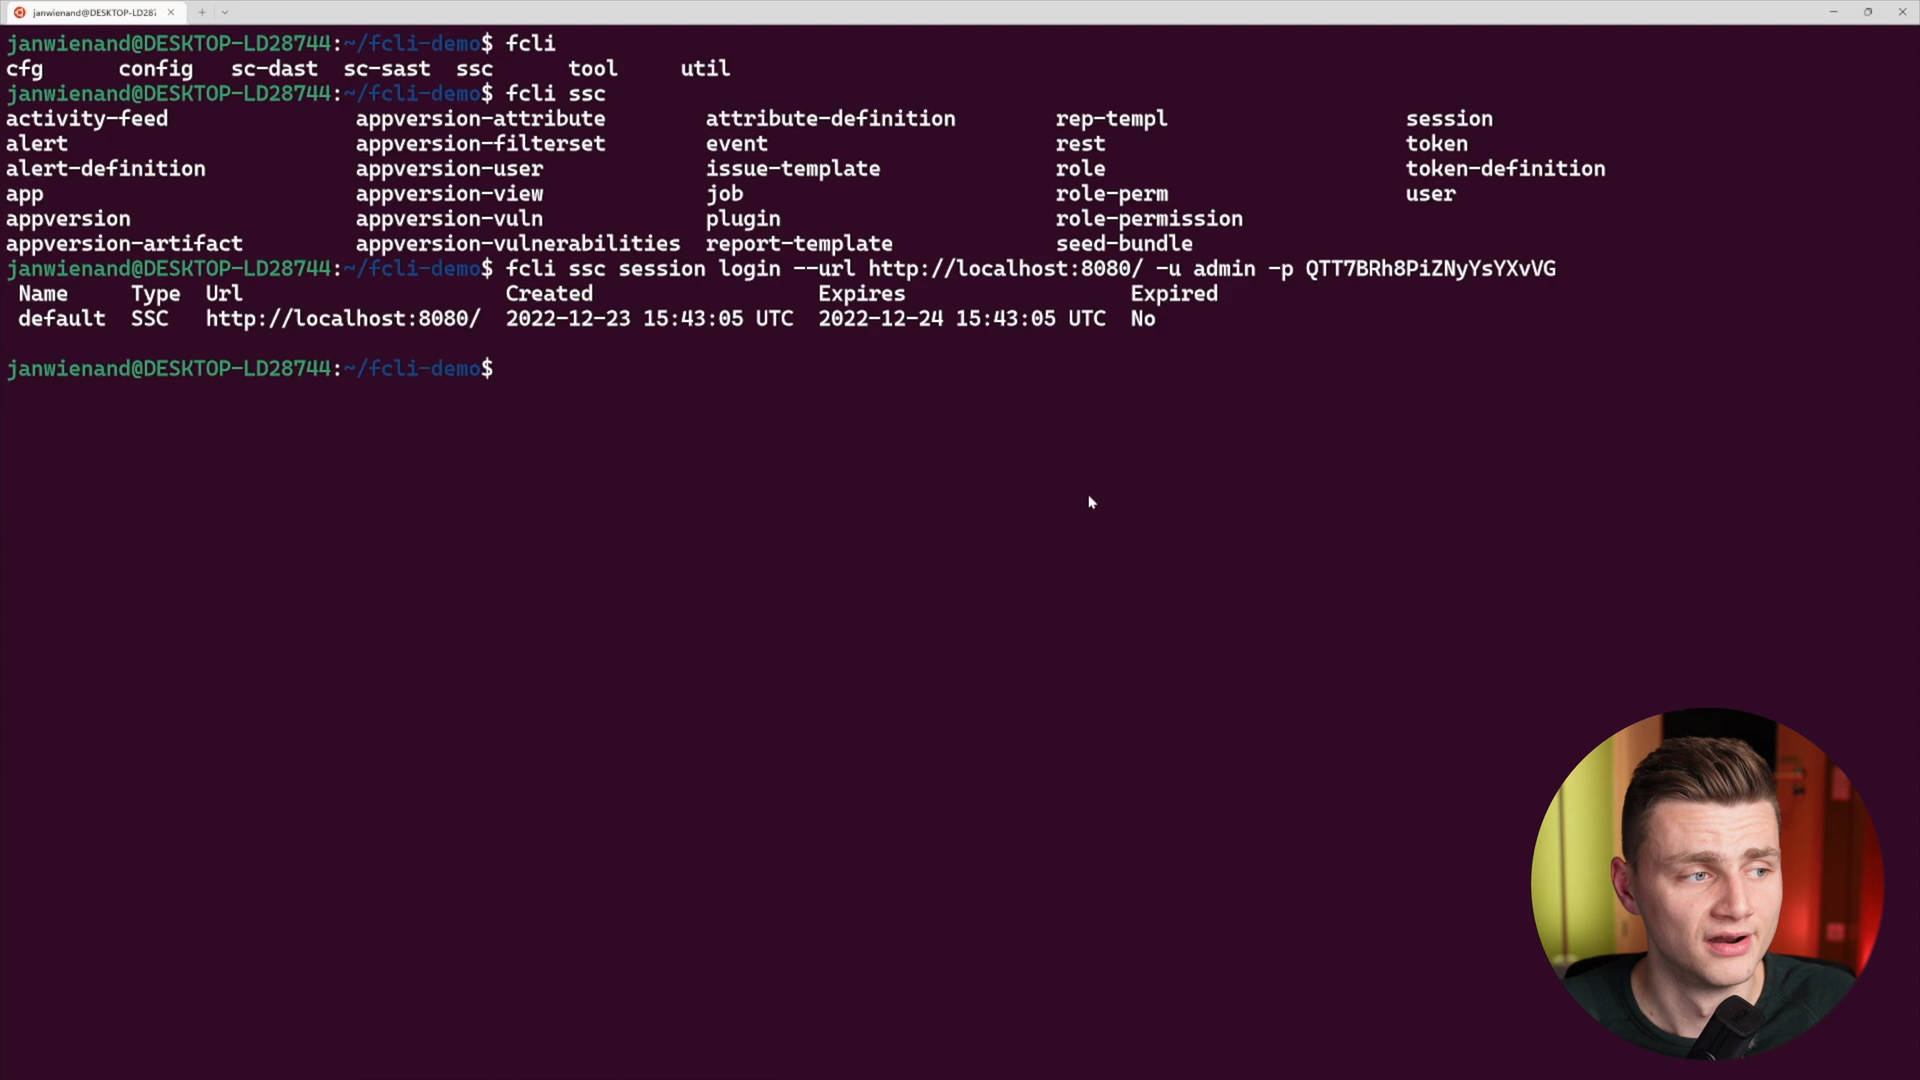 janwienand@DESKTOP-LD287
janwienand@DESKTOP-LD28744:~/fcli-demo$ fcli
cfg config sc-dast sc-sast ssc tool util
janwienand@DESKTOP-LD28744:~/fcli-demo$ fcli ssc
activity-feed appversion-attribute attribute-definition rep-templ session
alert appversion-filterset event rest token
alert-definition appversion-user issue-template role token-definition
app appversion-view job role-perm user
appversion appversion-vuln plugin role-permission
appversion-artifact appversion-vulnerabilities report-template seed-bundle
janwienand@DESKTOP-LD28744:~/fcli-demo$ fcli ssc session login --url http://localhost:8080/ -u admin -p QTT7BRh8PiZNyYsYXvVG
Name Type Url Created Expires Expired
default SSC http://localhost:8080/ 2022-12-23 15:43:05 UTC 2022-12-24 15:43:05 UTC No
janwienand@DESKTOP-LD28744:~/fcli-demo$